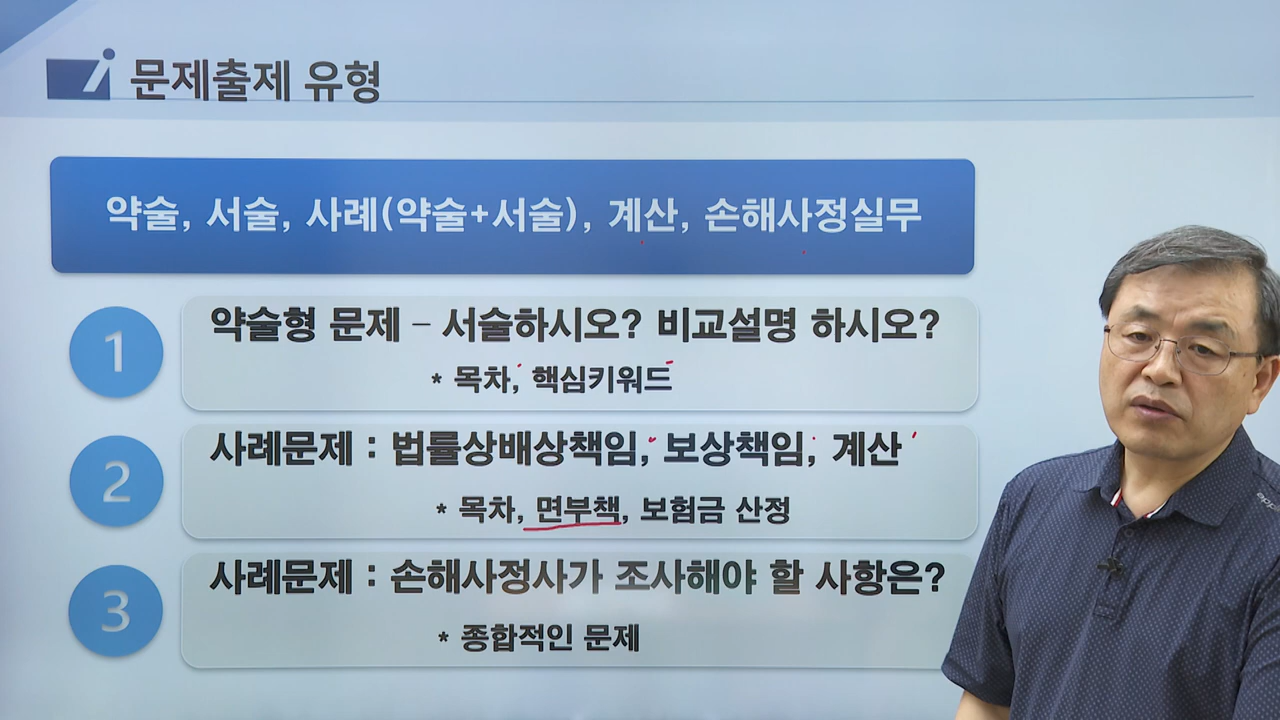 문제출제 유형
약술, 서술, 사례(약술+서술), 계산, 손해사정실무
1
약술형 문제 – 서술하시오? 비교설명 하시오?
* 목차, 핵심키워드
2
사례문제 : 법률상배상책임, 보상책임, 계산
* 목차, 면부책, 보험금 산정
3
사례문제 : 손해사정사가 조사해야 할 사항은?
* 종합적인 문제